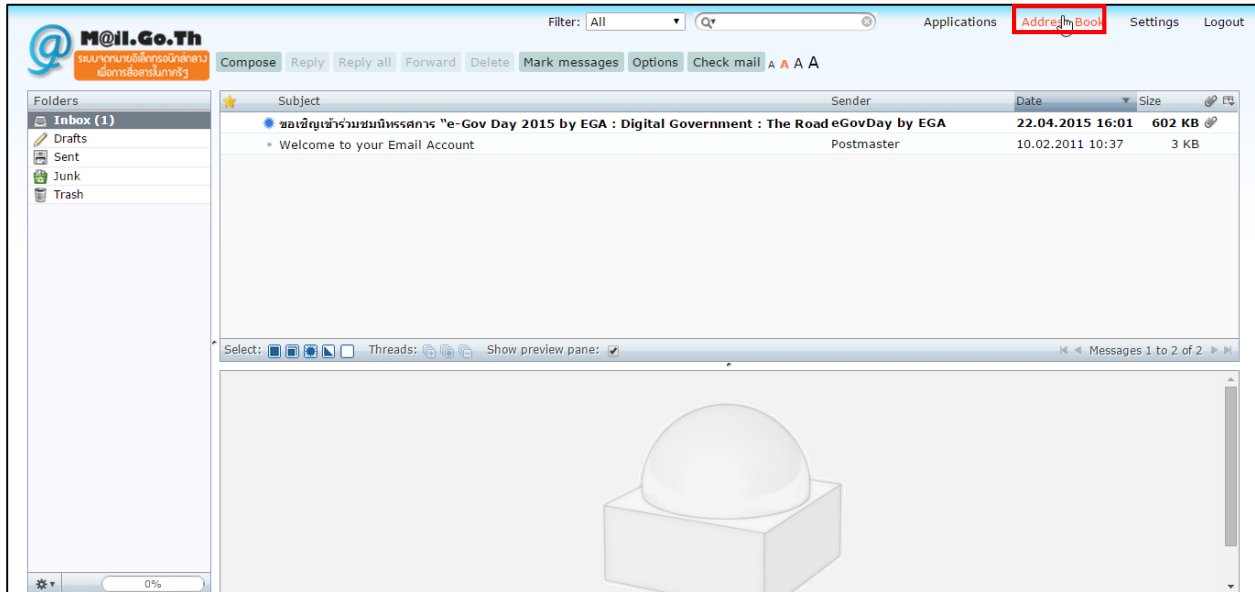 Filter: All Applications Address Book Settings Logout
M@il.Go.Th
ระบบจดหมายอิเล็กทรอนิกส์กลาง
เพื่อการสื่อสารในภาครัฐ
Compose Reply Reply all Forward Delete Mark messages Options Check mail A A A A
Folders
Inbox (1)
Drafts
Sent
Junk
Trash
Subject Sender Date Size
ขอเชิญเข้าร่วมชมนิทรรศการ "e-Gov Day 2015 by EGA : Digital Government : The Road eGovDay by EGA 22.04.2015 16:01 602 KB
Welcome to your Email Account Postmaster 10.02.2011 10:37 3 KB
Select: Threads: Show preview pane: Messages 1 to 2 of 2
0%